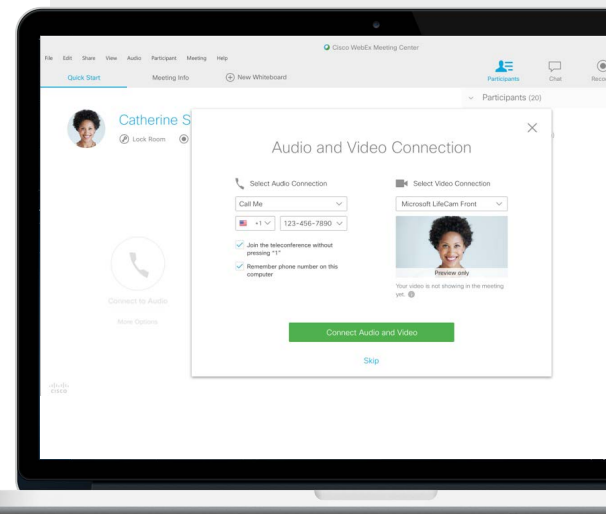 Cisco WebEx Meeting Center
File Edit Share View Audio Participant Meeting Help
Quick Start Meeting Info New Whiteboard
Participants Chat
Participants (20)
Catherine S
Lock Room
Audio and Video Connection
Select Audio Connection
Call Me
+1 123-456-7890
Join the teleconference without
pressing "1"
Remember phone number on this
computer
Select Video Connection
Microsoft LifeCam Front
Preview only
Your video is not showing in the meeting
yet.
Connect Audio and Video
Skip
Connect to Audio
More Options
CISCO